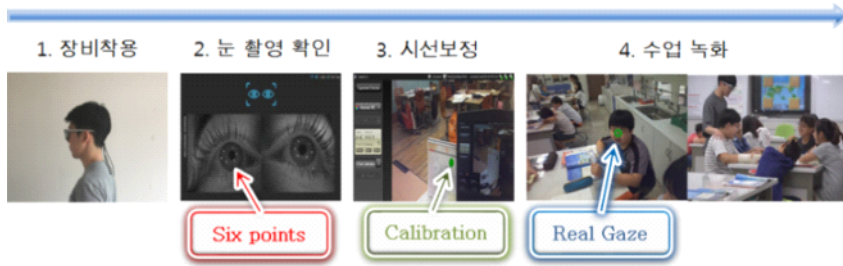 1. 장비착용
2. 눈 촬영 확인
3. 시선보정
4. 수업 녹화
Six points
Calibration
Real Gaze